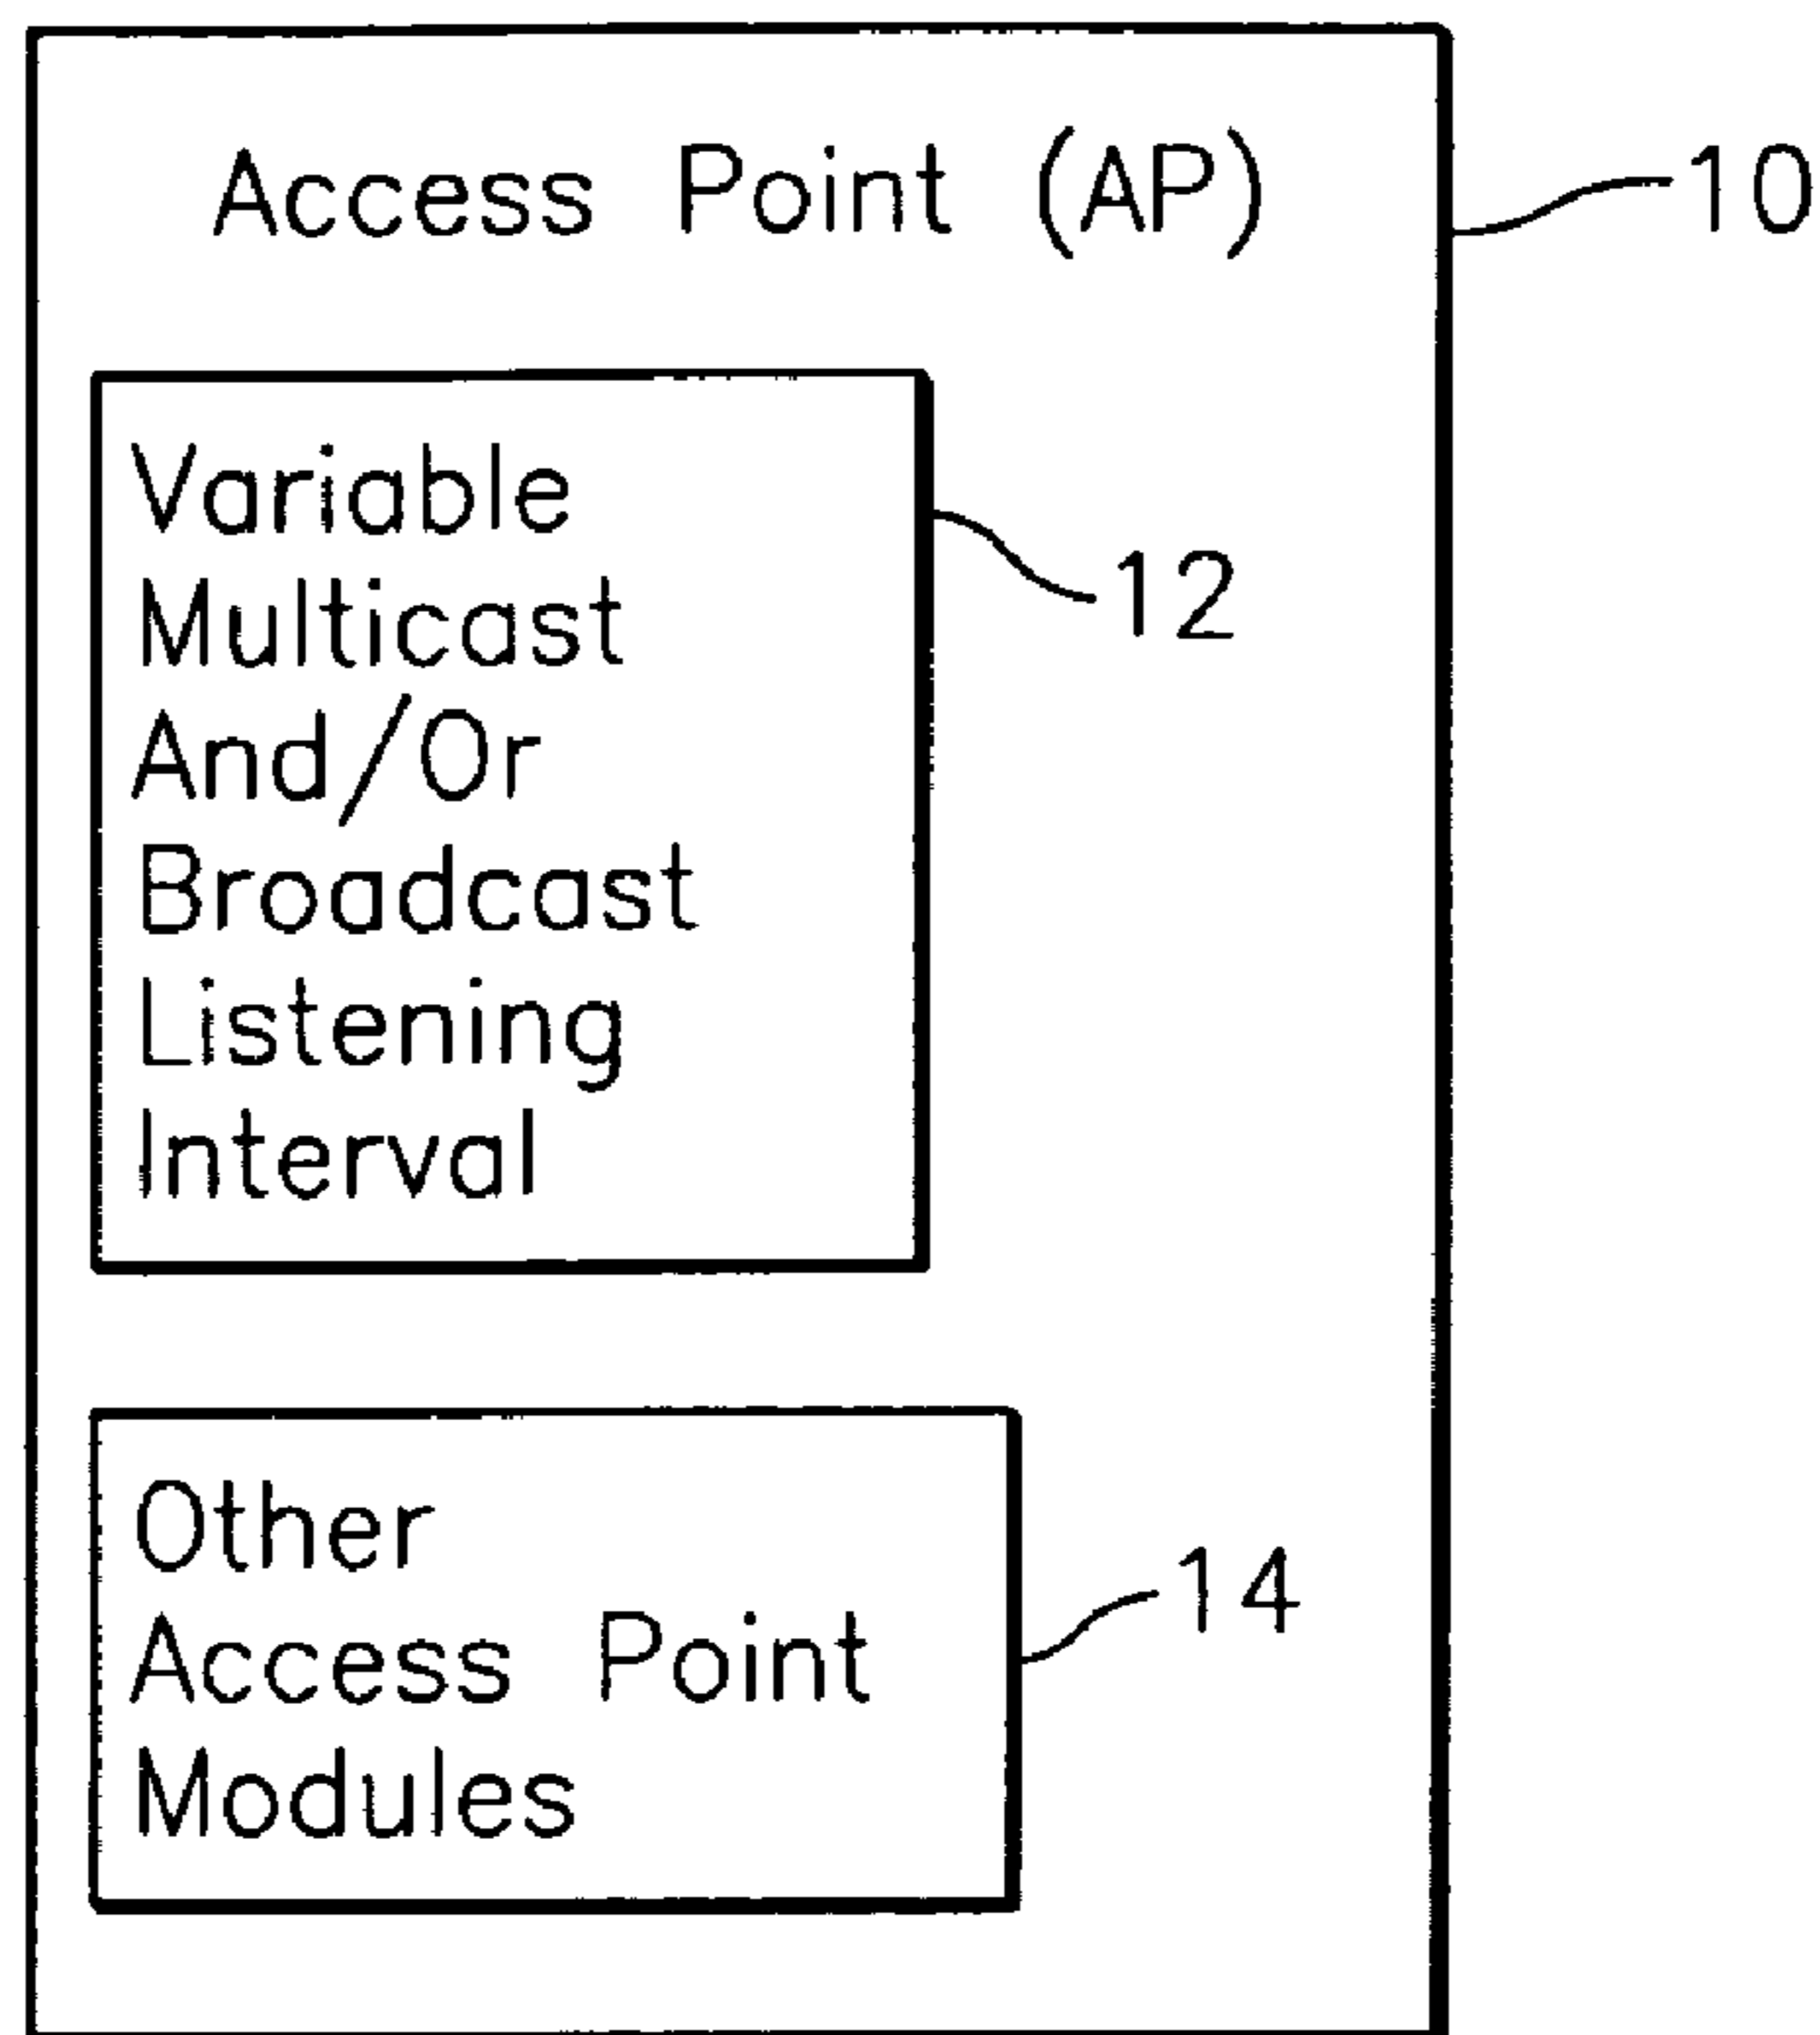 Access Point (AP)
10
Variable
Multicast
And/Or
Broadcast
Listening
Interval
12
Other
Access Point
Modules
14